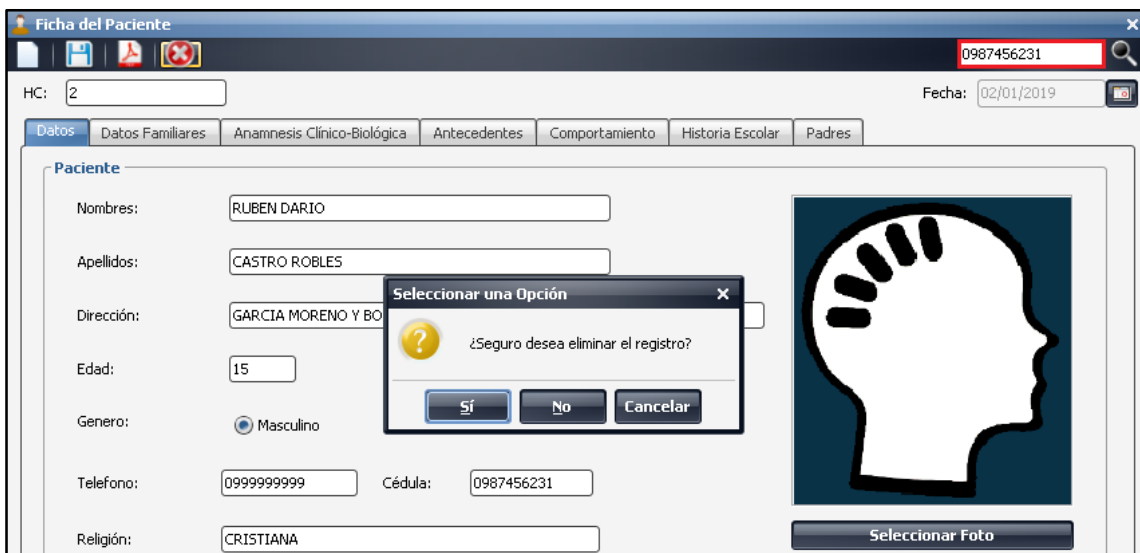 Ficha del Paciente
0987456231
HC: 2 Fecha: 02/01/2019
Datos Datos Familiares Anamnesis Clínico-Biológica Antecedentes Comportamiento Historia Escolar Padres
Paciente
Nombres: RUBEN DARIO
Apellidos: CASTRO ROBLES
Dirección: GARCIA MORENO Y BO
Edad: 15
Genero: Masculino
Telefono: 0999999999 Cédula: 0987456231
Religión: CRISTIANA
Seleccionar Foto
Seleccionar una Opción
¿Seguro desea eliminar el registro?
Sí No Cancelar